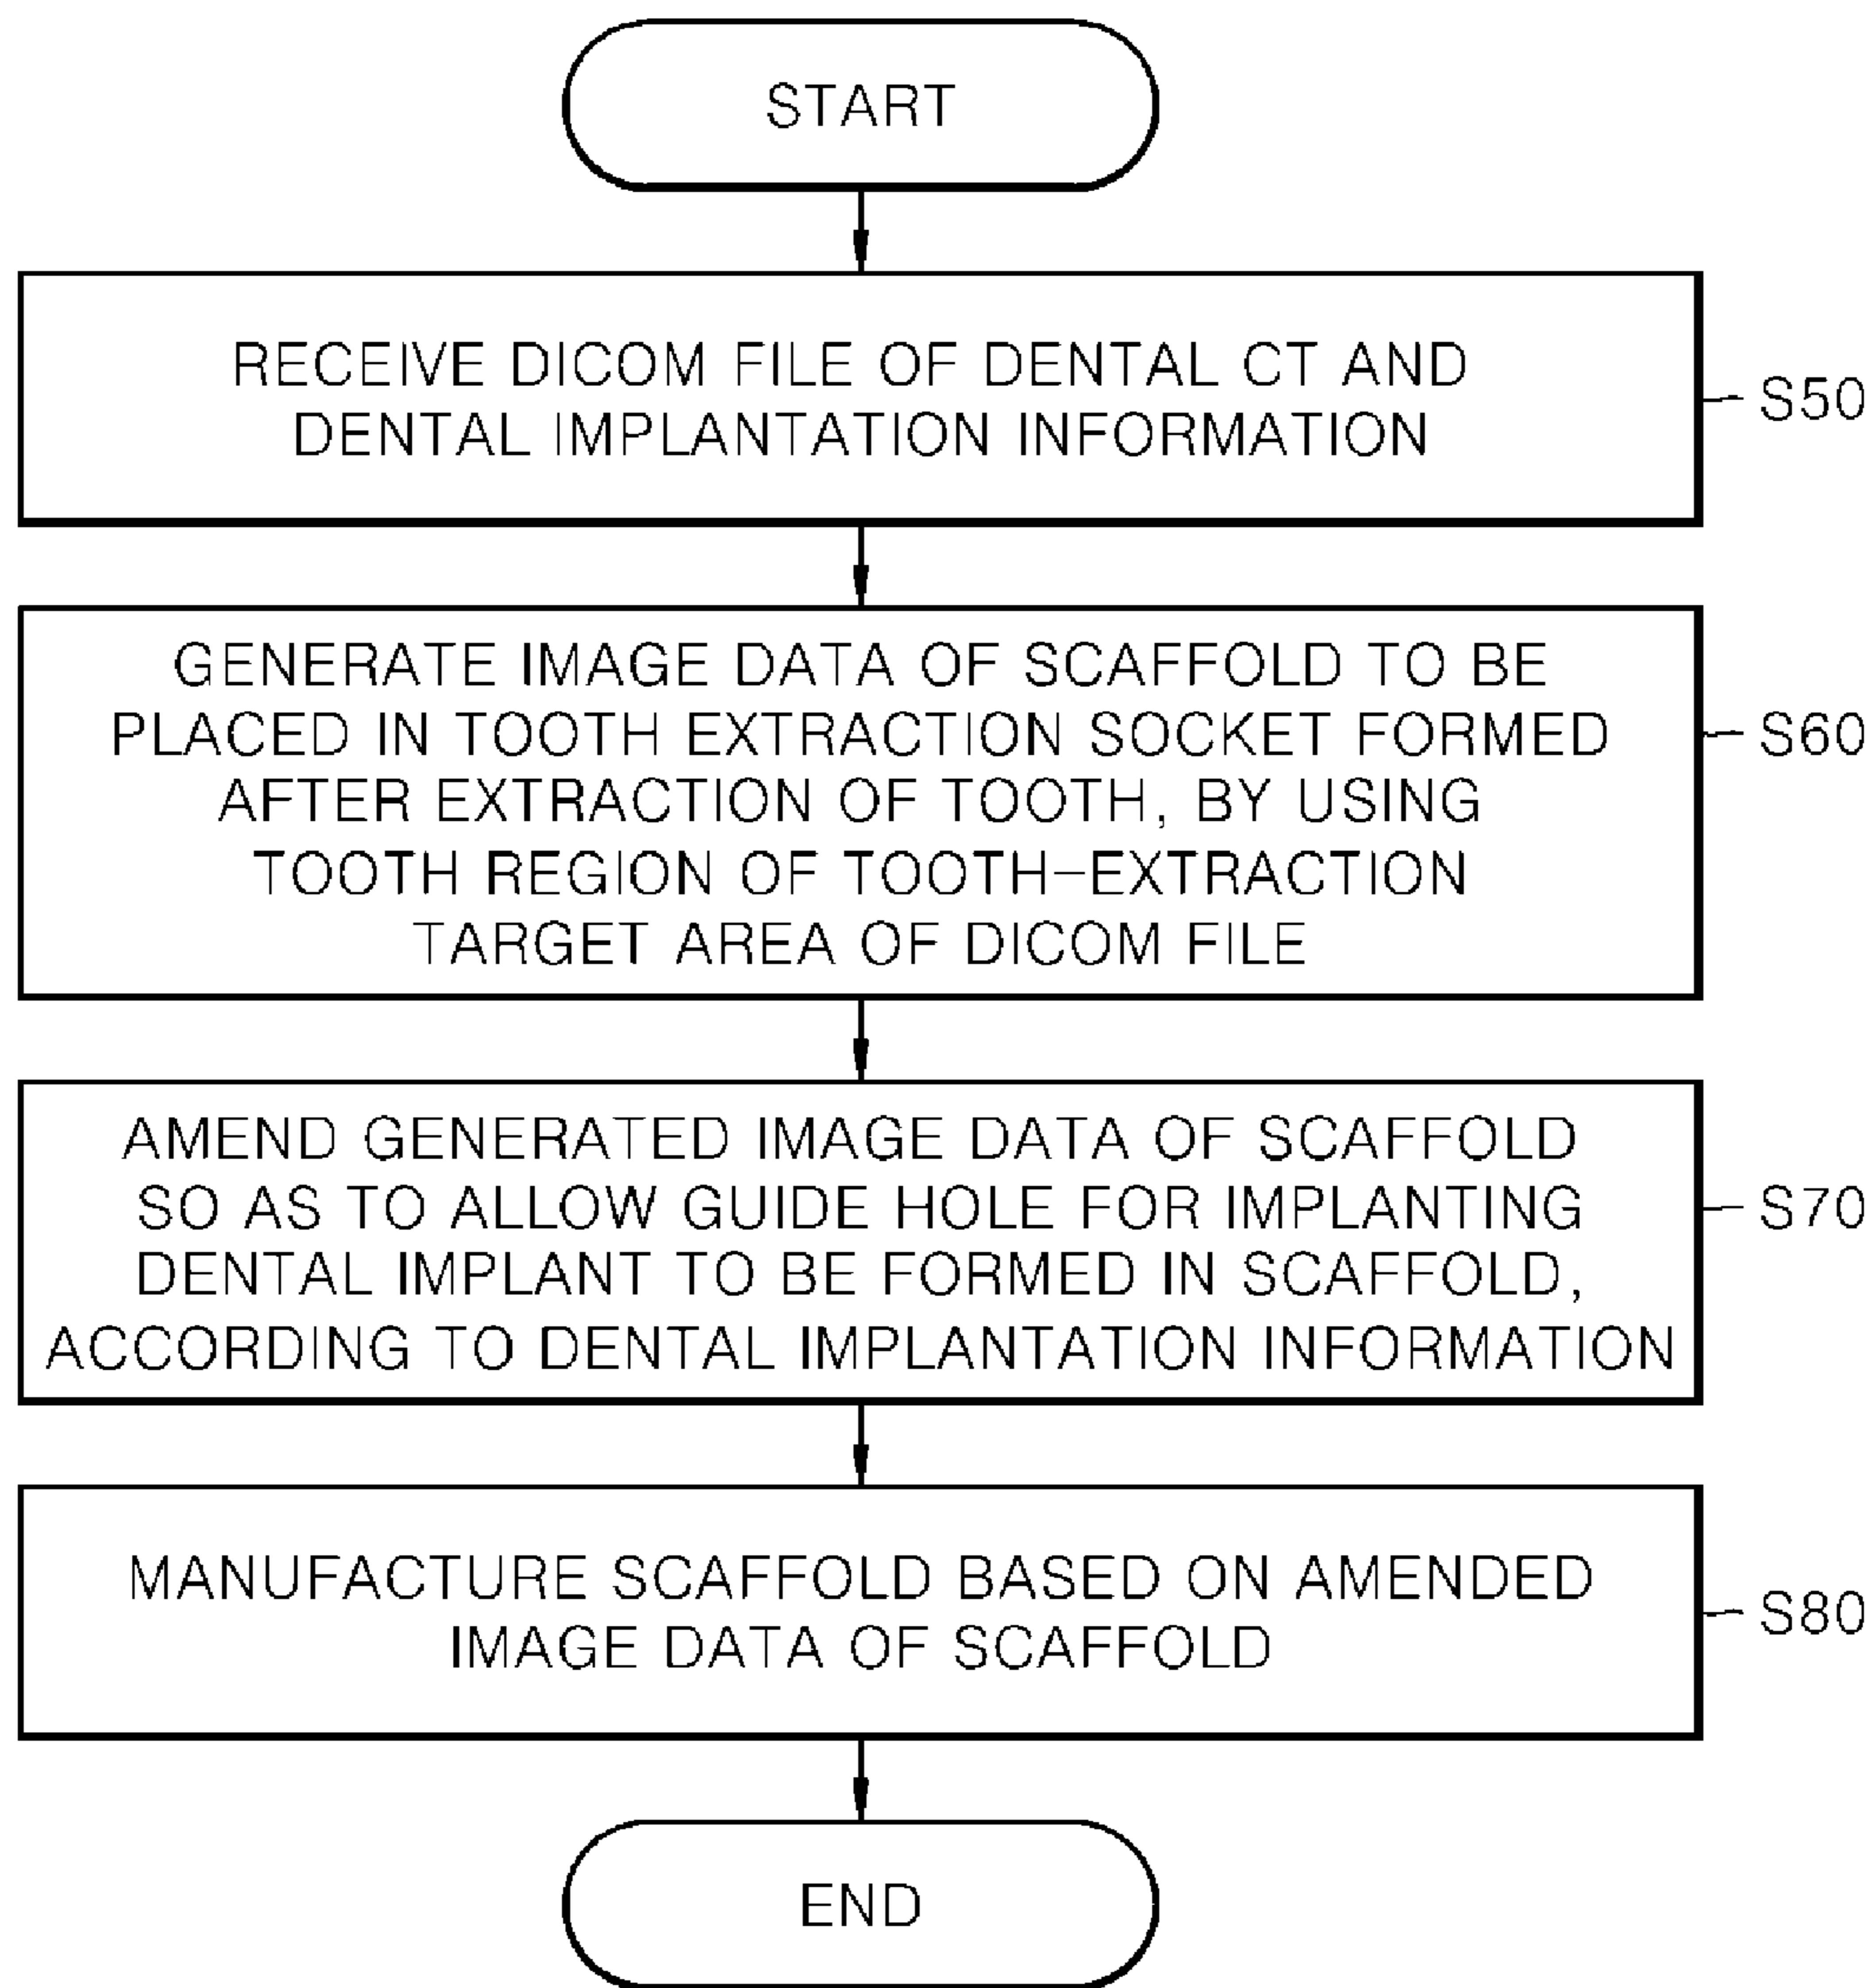 START
RECEIVE DICOM FILE OF DENTAL CT AND
DENTAL IMPLANTATION INFORMATION
S50
GENERATE IMAGE DATA OF SCAFFOLD TO BE
PLACED IN TOOTH EXTRACTION SOCKET FORMED
AFTER EXTRACTION OF TOOTH, BY USING
TOOTH REGION OF TOOTH-EXTRACTION
TARGET AREA OF DICOM FILE
S60
AMEND GENERATED IMAGE DATA OF SCAFFOLD
SO AS TO ALLOW GUIDE HOLE FOR IMPLANTING
DENTAL IMPLANT TO BE FORMED IN SCAFFOLD,
ACCORDING TO DENTAL IMPLANTATION INFORMATION
S70
MANUFACTURE SCAFFOLD BASED ON AMENDED
IMAGE DATA OF SCAFFOLD
S80
END